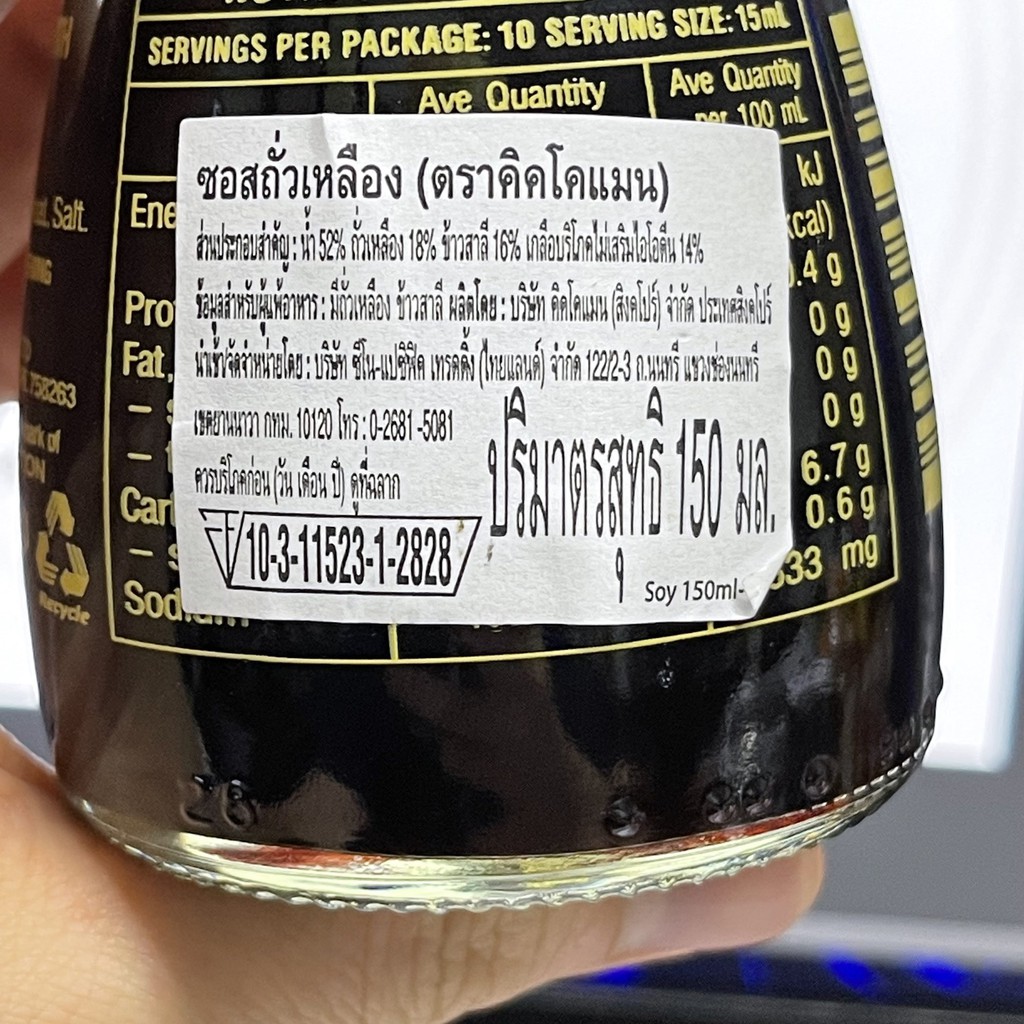 SERVINGS PER PACKAGE: 10 SERVING SIZE: 15mL
Ave Quantity
Ave Quantity
per 100 mL
ซอสถั่วเหลือง (ตราคิคโคแมน)
ส่วนประกอบสำคัญ : น้ำ 52% ถั่วเหลือง 18% ข้าวสาลี 16% เกลือบริโภคไม่เสริมไอโอดีน 14%
ข้อมูลสำหรับผู้แพ้อาหาร : มีถั่วเหลือง ข้าวสาลี ผลิตโดย : บริษัท คิคโคแมน (สิงคโปร์) จำกัด ประเทศสิงคโปร์
นำเข้า/จัดจำหน่ายโดย : บริษัท ซีโน-แปซิฟิค เทรดดิ้ง (ไทยแลนด์) จำกัด 122/2-3 ถ.นนทรี แขวงช่องนนทรี
เขตยานนาวา กทม. 10120 โทร : 0-2681 -5081
ควรบริโภคก่อน (วัน เดือน ปี) ดูที่ฉลาก
ปริมาตรสุทธิ 150 มล.
10-3-11523-1-2828
Soy 150ml-
kJ
0 g
0 g
0 g
6.7 g
0.6 g
mg
Fat,
Salt.
758263
Recycle
28